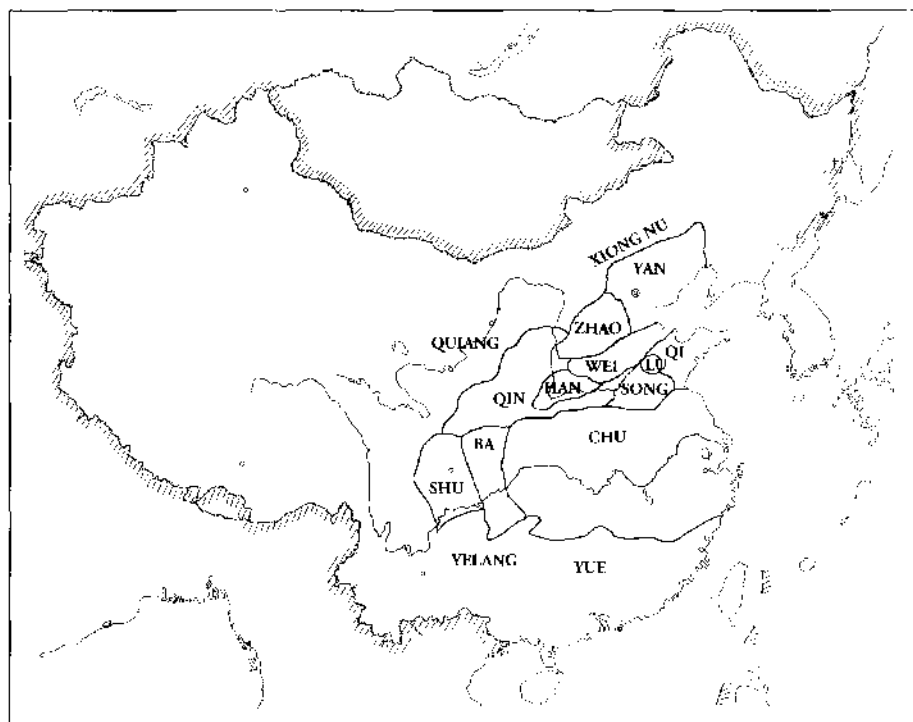 XIONG NU
YAN
ZHAO
QUIANG
QI
WEI
LU
HAN
SONG
QIN
BA
CHU
SHU
YELANG
YUE